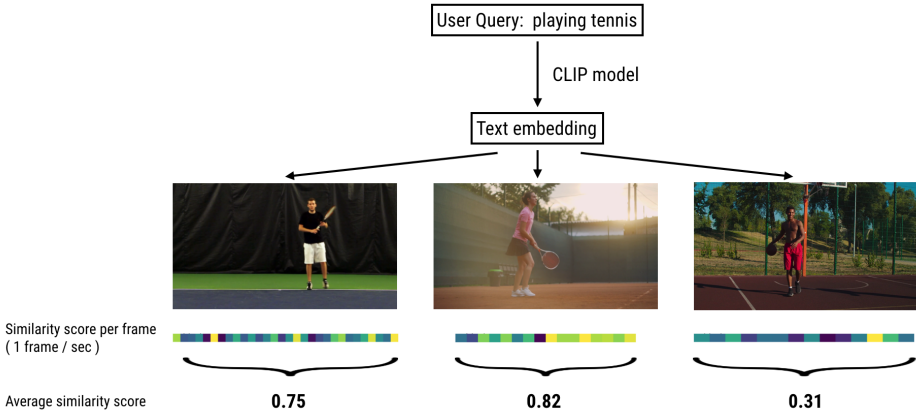 User Query: playing tennis
CLIP model
Text embedding
Similarity score per frame
( 1 frame / sec )
Average similarity score
0.75
0.82
0.31